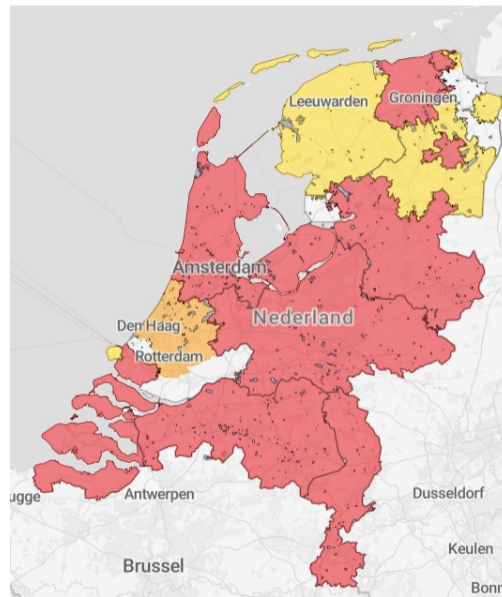 Leeuwarden
Groningen
Amsterdam
Den Haag
Nederland
Rotterdam
ugge
Antwerpen
Dusseldorf
Brussel
Keulen
Bonn